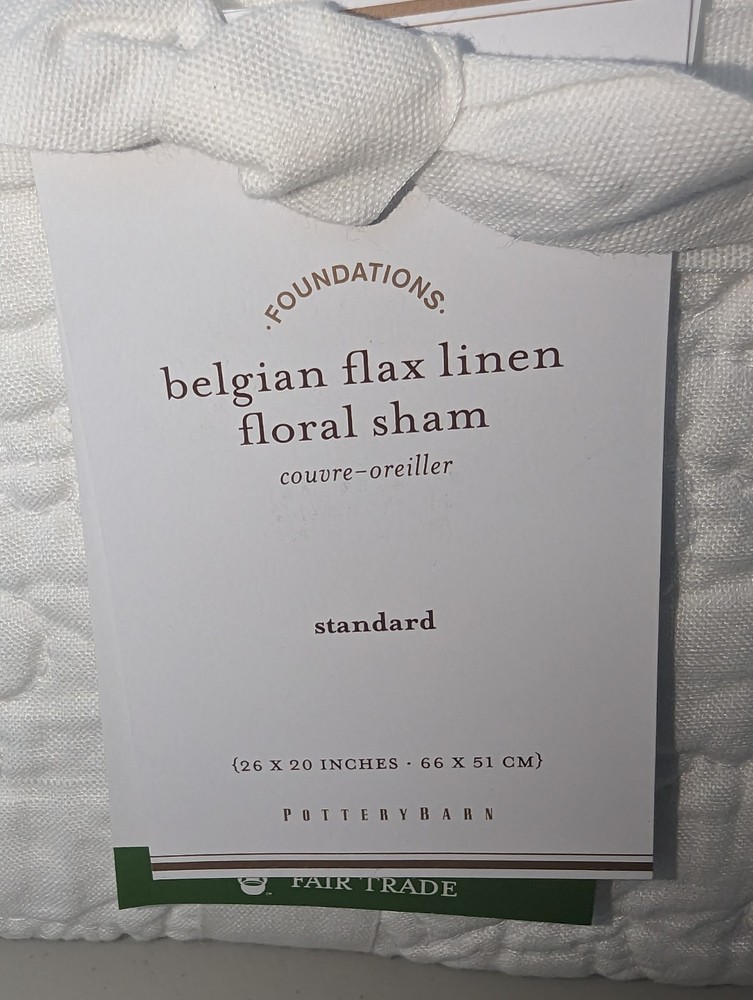 ·FOUNDATIONS·
belgian flax linen
floral sham
couvre-oreiller
standard
{26 X 20 INCHES · 66 X 51 CM}
POTTERYBARN
FAIR TRADE